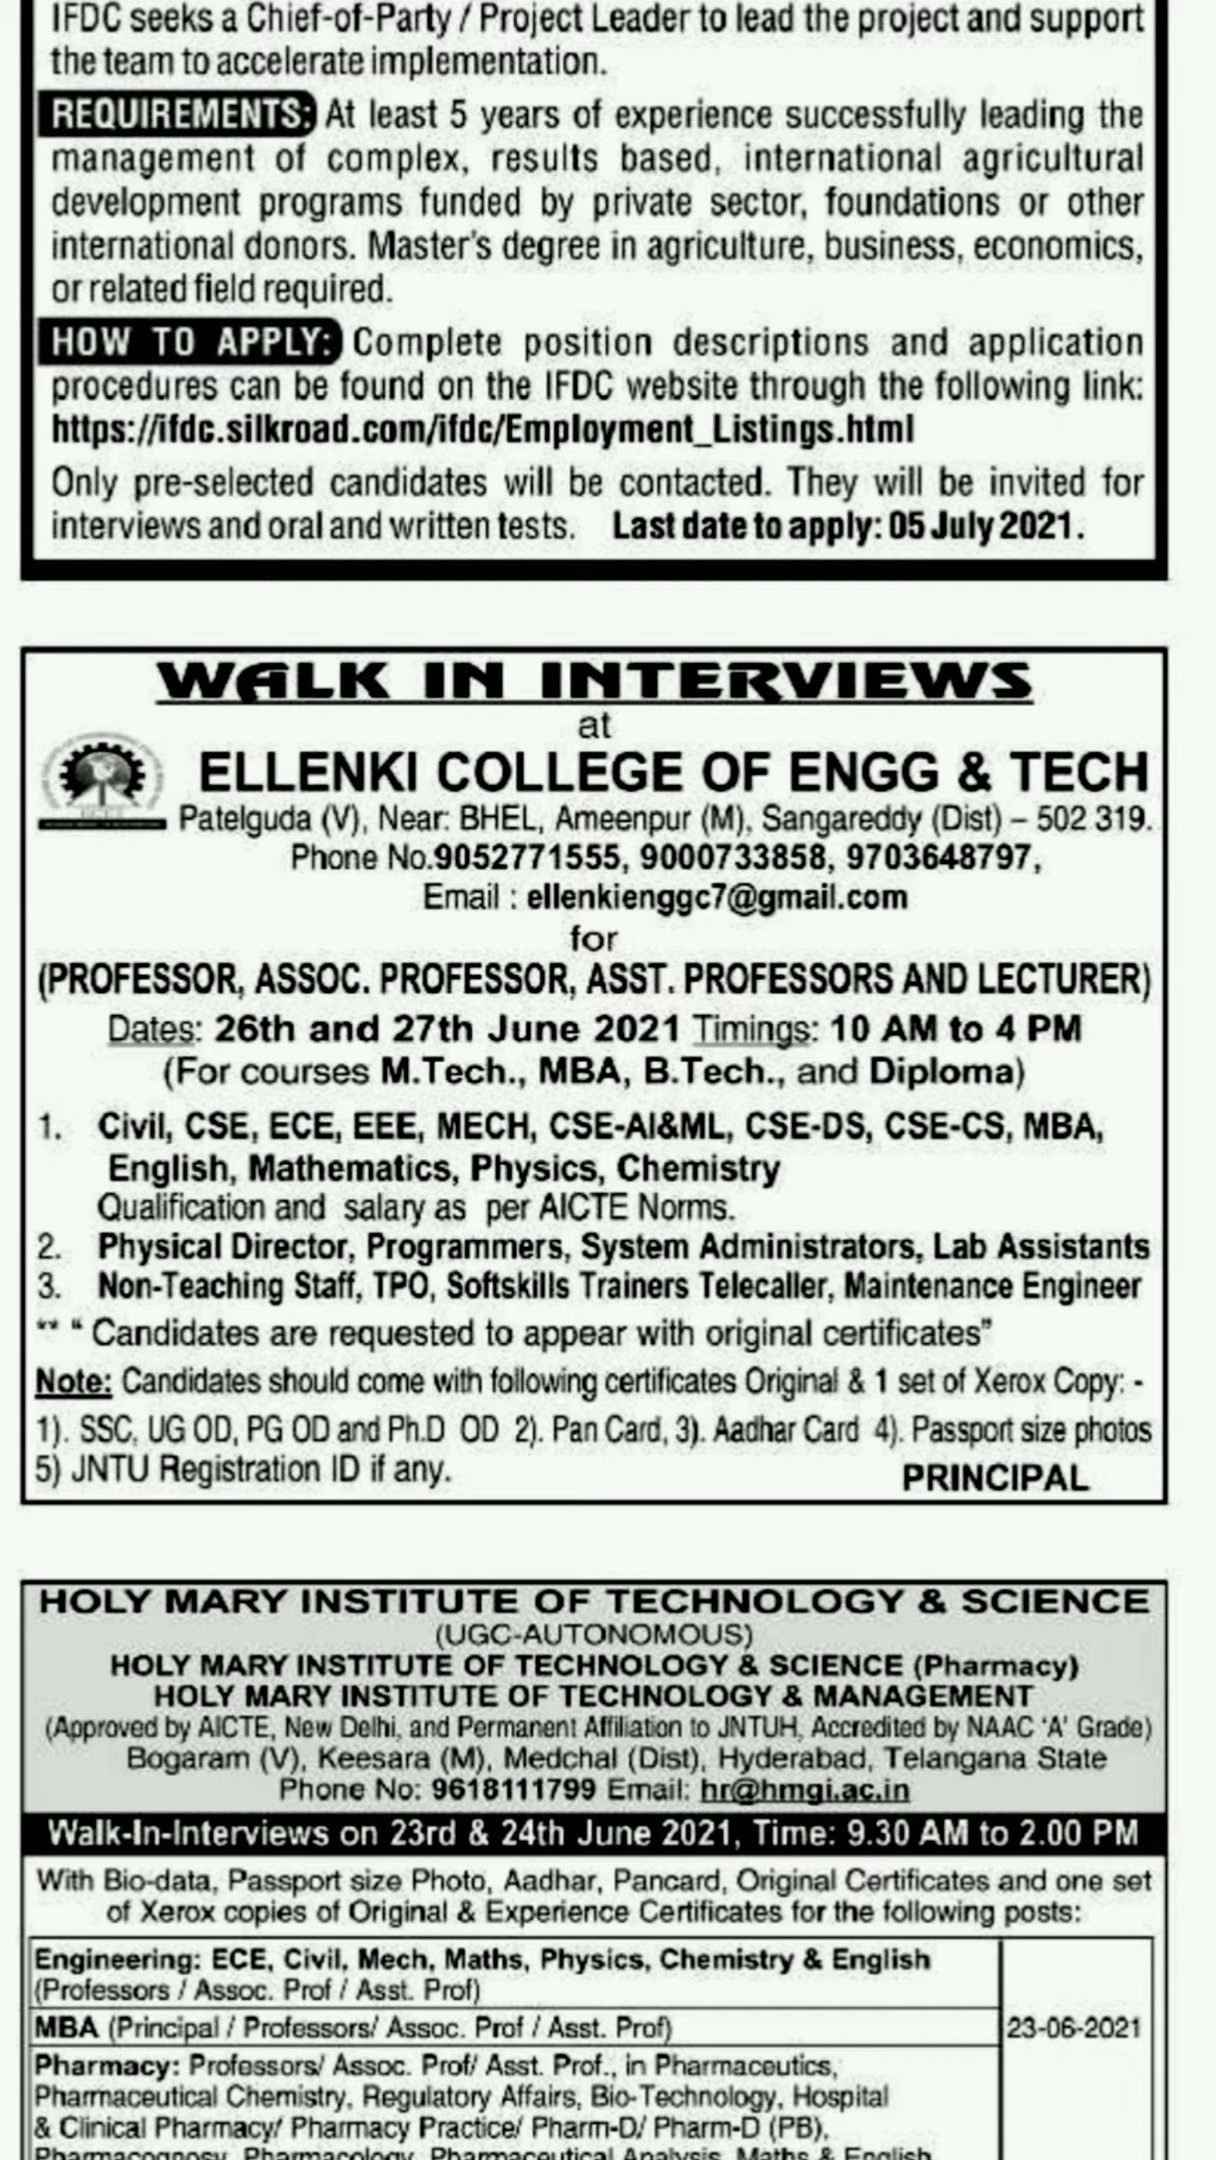 IFDC seeks a Chief-of-Party / Project Leader to lead the project and support
the team to accelerate implementation.
REQUIREMENTS: At least 5 years of experience successfully leading the
management of complex, results based, international agricultural
development programs funded by private sector, foundations or other
international donors. Master's degree in agriculture, business, economics,
or related field required.
HOW TO APPLY: Complete position descriptions and application
procedures can be found on the IFDC website through the following link:
https://ifdc.silkroad.com/ifdc/Employment_Listings.html
Only pre-selected candidates will be contacted. They will be invited for
interviews and oral and written tests. Last date to apply: 05 July 2021.
WALK IN INTERVIEWS
at
ELLENKI COLLEGE OF ENGG & TECH
Patelguda (V), Near: BHEL, Ameenpur (M), Sangareddy (Dist) – 502 319.
Phone No.9052771555, 9000733858, 9703648797,
Email : ellenkienggc7@gmail.com
for
(PROFESSOR, ASSOC. PROFESSOR, ASST. PROFESSORS AND LECTURER)
Dates: 26th and 27th June 2021 Timings: 10 AM to 4 PM
(For courses M.Tech., MBA, B.Tech., and Diploma)
1. Civil, CSE, ECE, EEE, MECH, CSE-AI&ML, CSE-DS, CSE-CS, MBA,
English, Mathematics, Physics, Chemistry
Qualification and salary as per AICTE Norms.
2. Physical Director, Programmers, System Administrators, Lab Assistants
3. Non-Teaching Staff, TPO, Softskills Trainers Telecaller, Maintenance Engineer
** “ Candidates are requested to appear with original certificates”
Note: Candidates should come with following certificates Original & 1 set of Xerox Copy: -
1). SSC, UG OD, PG OD and Ph.D OD 2). Pan Card, 3). Aadhar Card 4). Passport size photos
5) JNTU Registration ID if any. PRINCIPAL
HOLY MARY INSTITUTE OF TECHNOLOGY & SCIENCE
(UGC-AUTONOMOUS)
HOLY MARY INSTITUTE OF TECHNOLOGY & SCIENCE (Pharmacy)
HOLY MARY INSTITUTE OF TECHNOLOGY & MANAGEMENT
(Approved by AICTE, New Delhi, and Permanent Affiliation to JNTUH, Accredited by NAAC ‘A’ Grade)
Bogaram (V), Keesara (M), Medchal (Dist), Hyderabad, Telangana State
Phone No: 9618111799 Email: hr@hmgi.ac.in
Walk-In-Interviews on 23rd & 24th June 2021, Time: 9.30 AM to 2.00 PM
With Bio-data, Passport size Photo, Aadhar, Pancard, Original Certificates and one set
of Xerox copies of Original & Experience Certificates for the following posts:
Engineering: ECE, Civil, Mech, Maths, Physics, Chemistry & English
(Professors / Assoc. Prof / Asst. Prof)
MBA (Principal / Professors/ Assoc. Prof / Asst. Prof)
23-06-2021
Pharmacy: Professors/ Assoc. Prof/ Asst. Prof., in Pharmaceutics,
Pharmaceutical Chemistry, Regulatory Affairs, Bio-Technology, Hospital
& Clinical Pharmacy/ Pharmacy Practice/ Pharm-D/ Pharm-D (PB),
Pharmacognosy, Pharmacology, Pharmaceutical Analysis, Maths & English